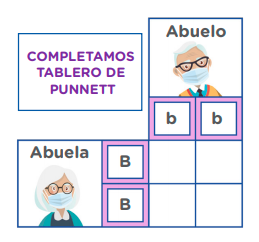 Abuelo
COMPLETAMOS
TABLERO DE
PUNNETT
b b
Abuela
B
B